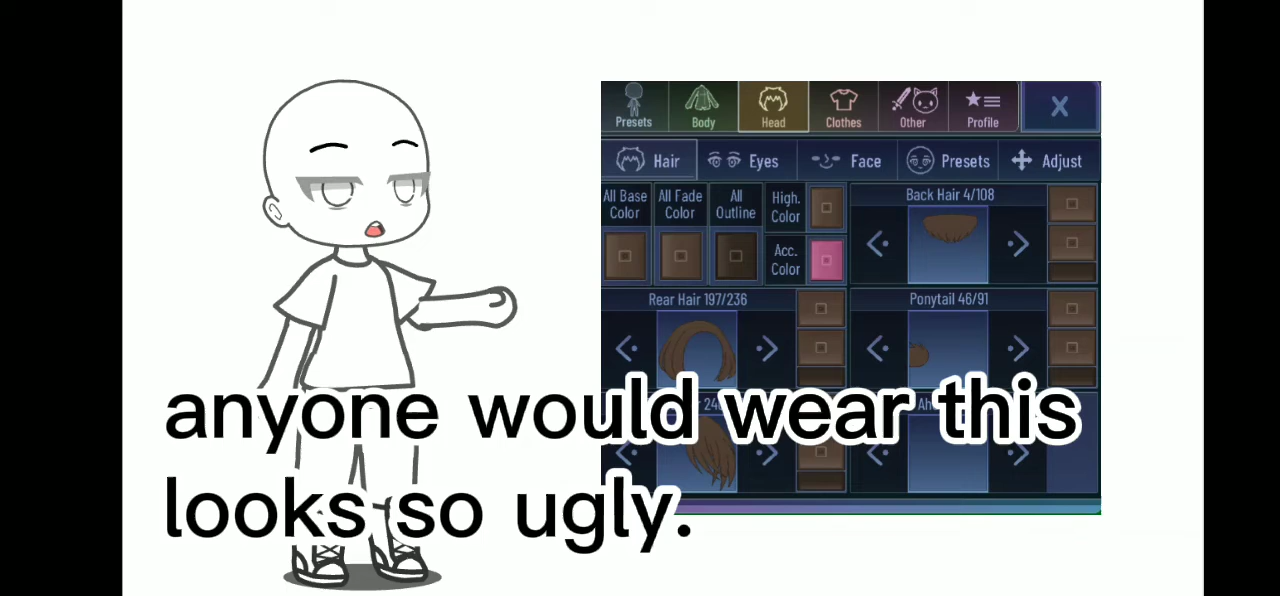 Presets
Body
Head
Clothes
Other
Profile
X
Hair
Eyes
Face
Presets
Adjust
All Base
Color
All Fade
Color
All
Outline
High.
Color
Acc.
Color
Back Hair 4/108
Rear Hair 197/236
Ponytail 46/91
anyone would wear this
looks so ugly.